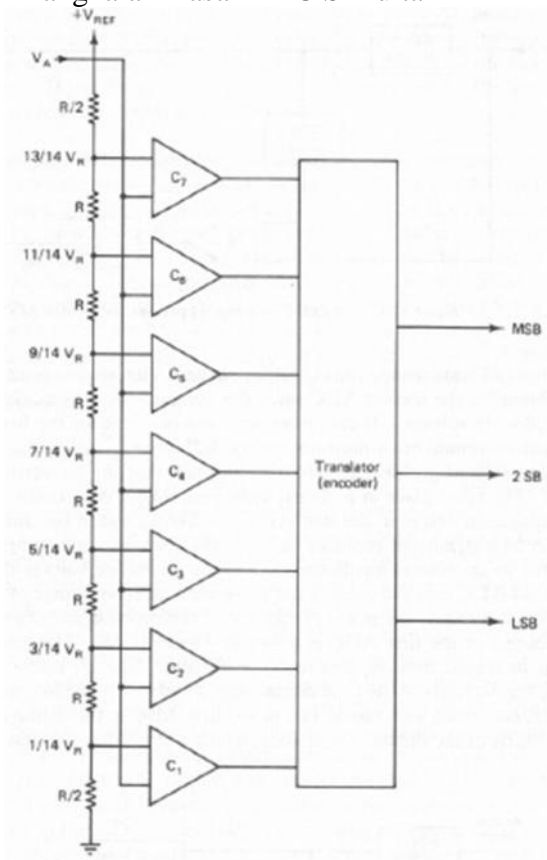 +V_REF
V_A
R/2
13/14 V_R
C_7
R
11/14 V_R
C_6
R
MSB
9/14 V_R
C_5
R
7/14 V_R
C_4
Translator
(encoder)
2 SB
R
5/14 V_R
C_3
R
LSB
3/14 V_R
C_2
R
1/14 V_R
C_1
R/2